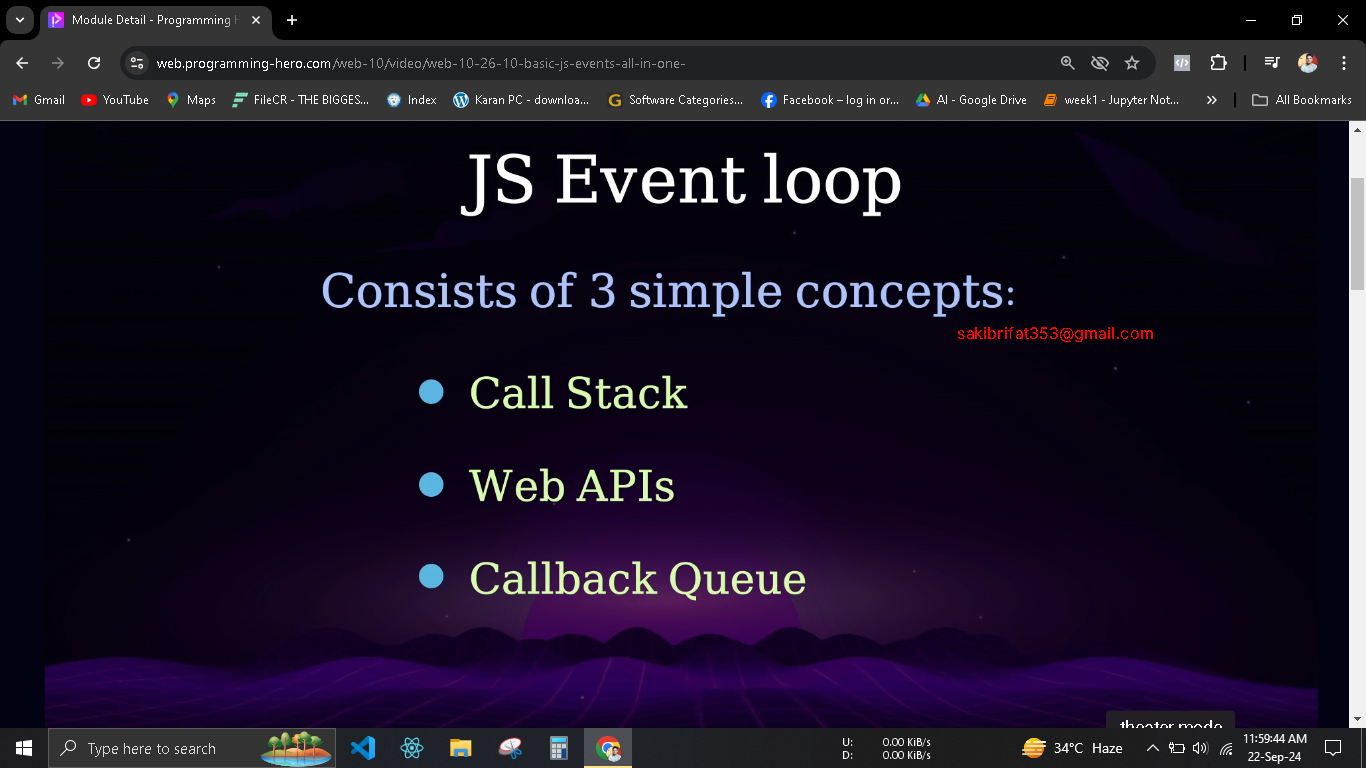 Module Detail - Programming H
web.programming-hero.com/web-10/video/web-10-26-10-basic-js-events-all-in-one-
Gmail YouTube Maps FileCR - THE BIGGES... Index Karan PC - downloa... Software Categories... Facebook – log in or... AI - Google Drive week1 - Jupyter Not... » All Bookmarks
JS Event loop
Consists of 3 simple concepts:
sakibrifat353@gmail.com
Call Stack
Web APIs
Callback Queue
theater mode
Type here to search
U: 0.00 KiB/s
D: 0.00 KiB/s
34°C Haze
11:59:44 AM
22-Sep-24